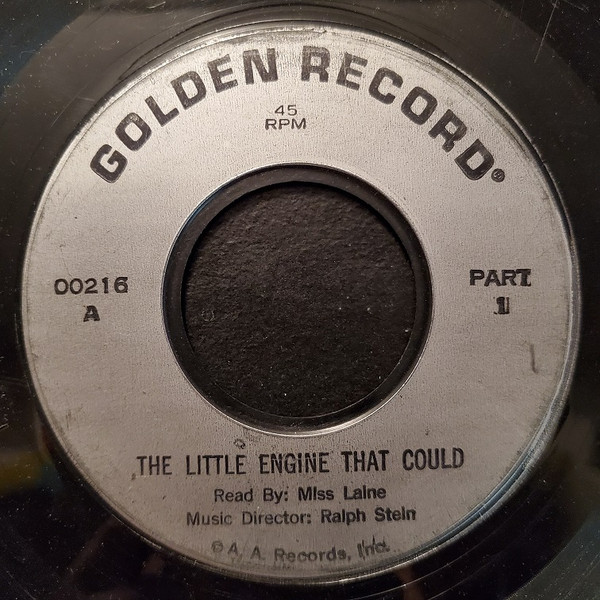 GOLDEN RECORD®
45
RPM
00216
A
PART
1
THE LITTLE ENGINE THAT COULD
Read By: Miss Laine
Music Director: Ralph Stein
© A. A. Records, Inc.